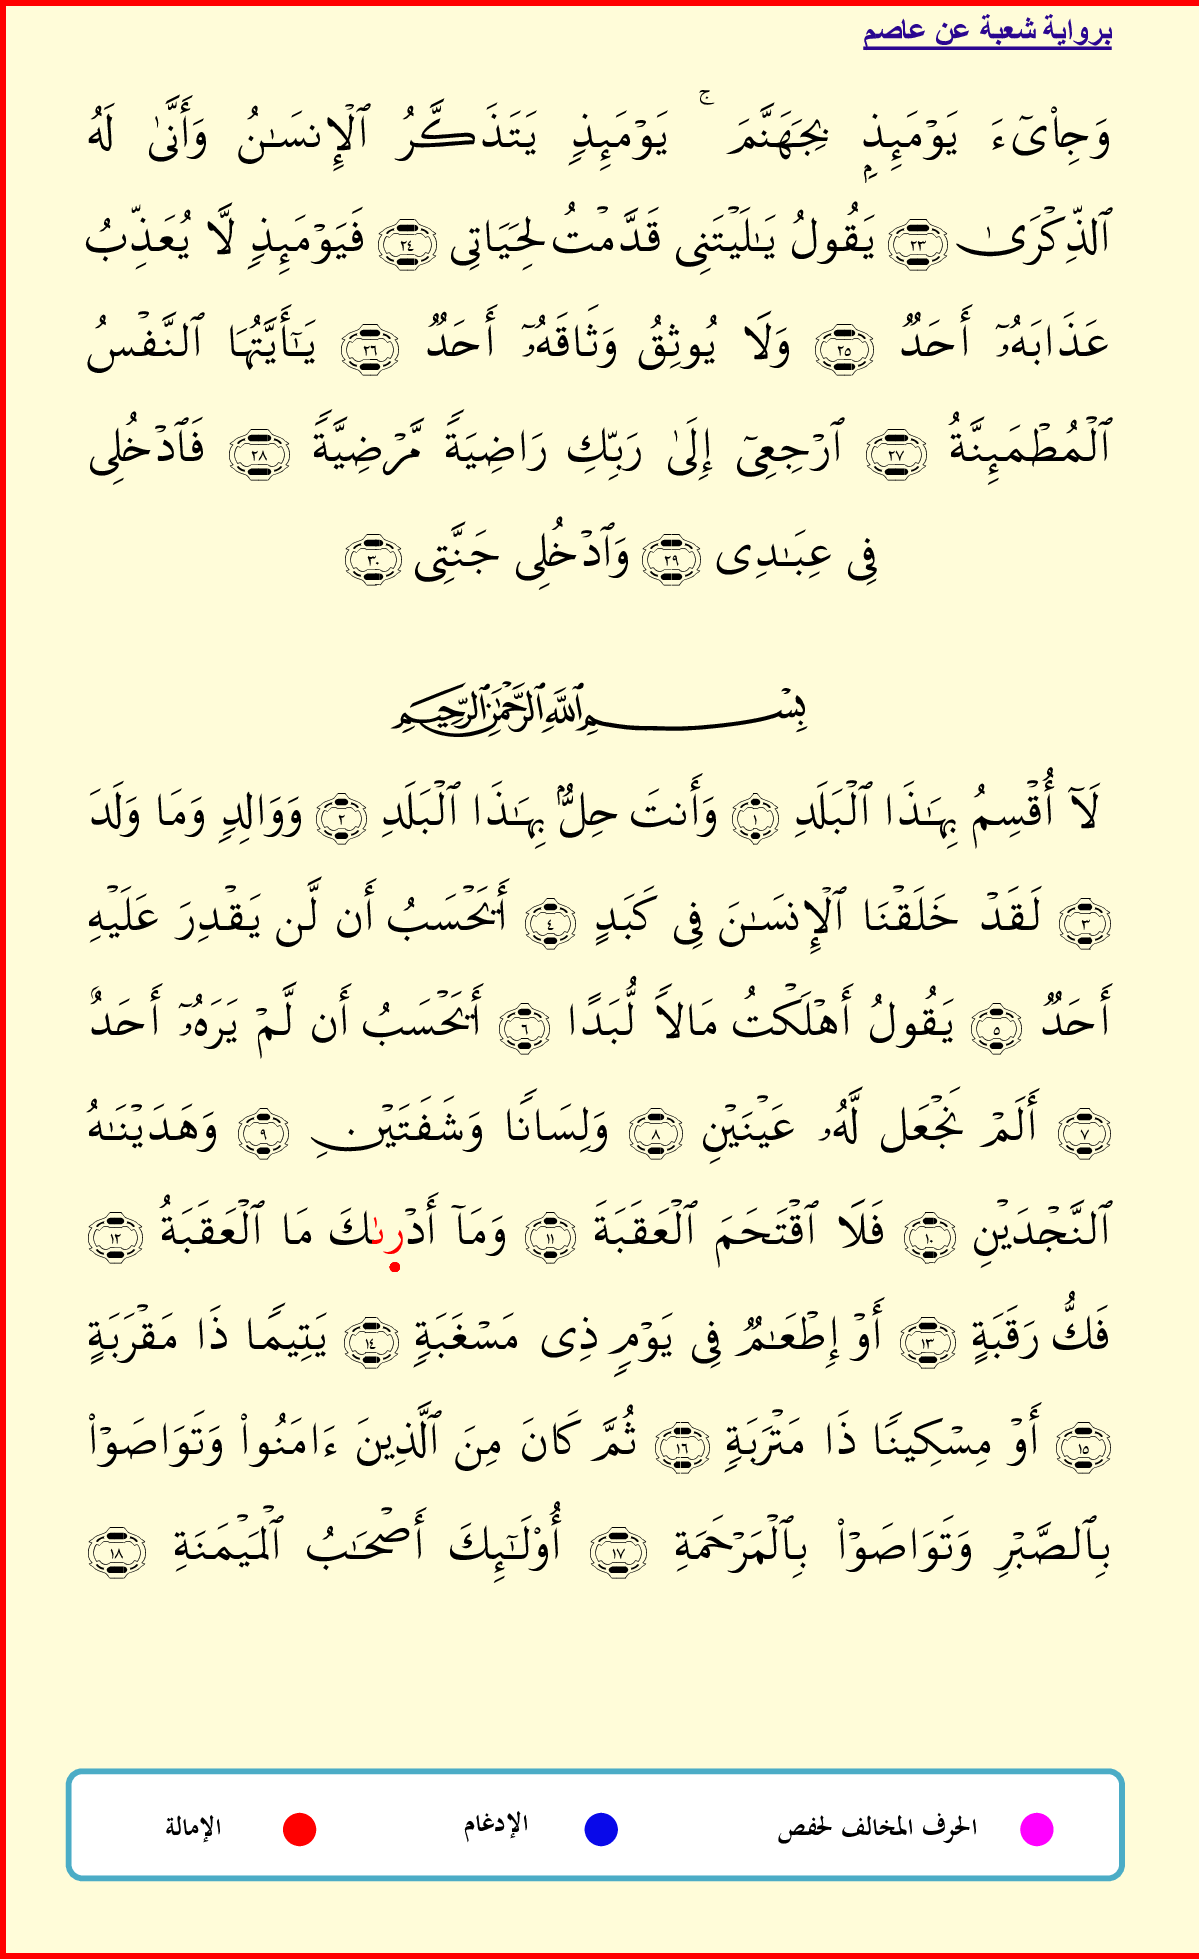 برواية شعبة عن عاصم
وَجِاْىٓءَ يَوْمَئِذِۭ بِجَهَنَّمَ ۚ يَوْمَئِذٍ يَتَذَكَّرُ ٱلْإِنسَـٰنُ وَأَنَّىٰ لَهُ
ٱلذِّكْرَىٰ ٢٣ يَقُولُ يَـٰلَيْتَنِى قَدَّمْتُ لِحَيَاتِى ٢٤ فَيَوْمَئِذٍ لَّا يُعَذِّبُ
عَذَابَهُۥٓ أَحَدٌ ٢٥ وَلَا يُوثِقُ وَثَاقَهُۥٓ أَحَدٌ ٢٦ يَـٰٓأَيَّتُهَا ٱلنَّفْسُ
ٱلْمُطْمَئِنَّةُ ٢٧ ٱرْجِعِىٓ إِلَىٰ رَبِّكِ رَاضِيَةً مَّرْضِيَّةً ٢٨ فَٱدْخُلِى
فِى عِبَـٰدِى ٢٩ وَٱدْخُلِى جَنَّتِى ٣٠
بِسْمِ ٱللَّهِ ٱلرَّحْمَـٰنِ ٱلرَّحِيمِ
لَآ أُقْسِمُ بِهَـٰذَا ٱلْبَلَدِ ١ وَأَنتَ حِلٌّۢ بِهَـٰذَا ٱلْبَلَدِ ٢ وَوَالِدٍ وَمَا وَلَدَ
٣ لَقَدْ خَلَقْنَا ٱلْإِنسَـٰنَ فِى كَبَدٍ ٤ أَيَحْسَبُ أَن لَّن يَقْدِرَ عَلَيْهِ
أَحَدٌ ٥ يَقُولُ أَهْلَكْتُ مَالًا لُّبَدًا ٦ أَيَحْسَبُ أَن لَّمْ يَرَهُۥٓ أَحَدٌ
٧ أَلَمْ نَجْعَل لَّهُۥ عَيْنَيْنِ ٨ وَلِسَانًا وَشَفَتَيْنِ ٩ وَهَدَيْنَـٰهُ
ٱلنَّجْدَيْنِ ١٠ فَلَا ٱقْتَحَمَ ٱلْعَقَبَةَ ١١ وَمَآ أَدْرىٰكَ مَا ٱلْعَقَبَةُ ١٢
فَكُّ رَقَبَةٍ ١٣ أَوْ إِطْعَـٰمٌ فِى يَوْمٍ ذِى مَسْغَبَةٍ ١٤ يَتِيمًا ذَا مَقْرَبَةٍ
١٥ أَوْ مِسْكِينًا ذَا مَتْرَبَةٍ ١٦ ثُمَّ كَانَ مِنَ ٱلَّذِينَ ءَامَنُوا۟ وَتَوَاصَوْا۟
بِٱلصَّبْرِ وَتَوَاصَوْا۟ بِٱلْمَرْحَمَةِ ١٧ أُو۟لَـٰٓئِكَ أَصْحَـٰبُ ٱلْمَيْمَنَةِ ١٨
الحرف المخالف لحفص الإدغام الإمالة